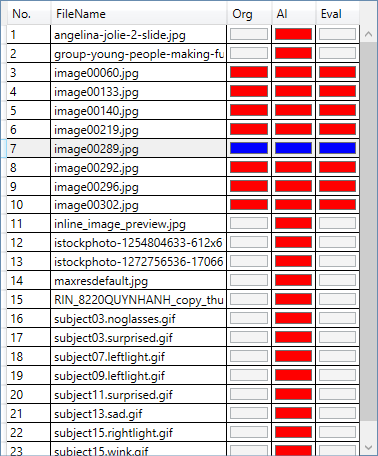 No. FileName Org AI Eval
1 angelina-jolie-2-slide.jpg
2 group-young-people-making-fu
3 image00060.jpg
4 image00133.jpg
5 image00140.jpg
6 image00219.jpg
7 image00289.jpg
8 image00292.jpg
9 image00296.jpg
10 image00302.jpg
11 inline_image_preview.jpg
12 istockphoto-1254804633-612x6
13 istockphoto-1272756536-17066
14 maxresdefault.jpg
15 RIN_8220QUYNHANH_copy_thu
16 subject03.noglasses.gif
17 subject03.surprised.gif
18 subject07.leftlight.gif
19 subject09.leftlight.gif
20 subject11.surprised.gif
21 subject13.sad.gif
22 subject15.rightlight.gif
23 subject15.wink.gif